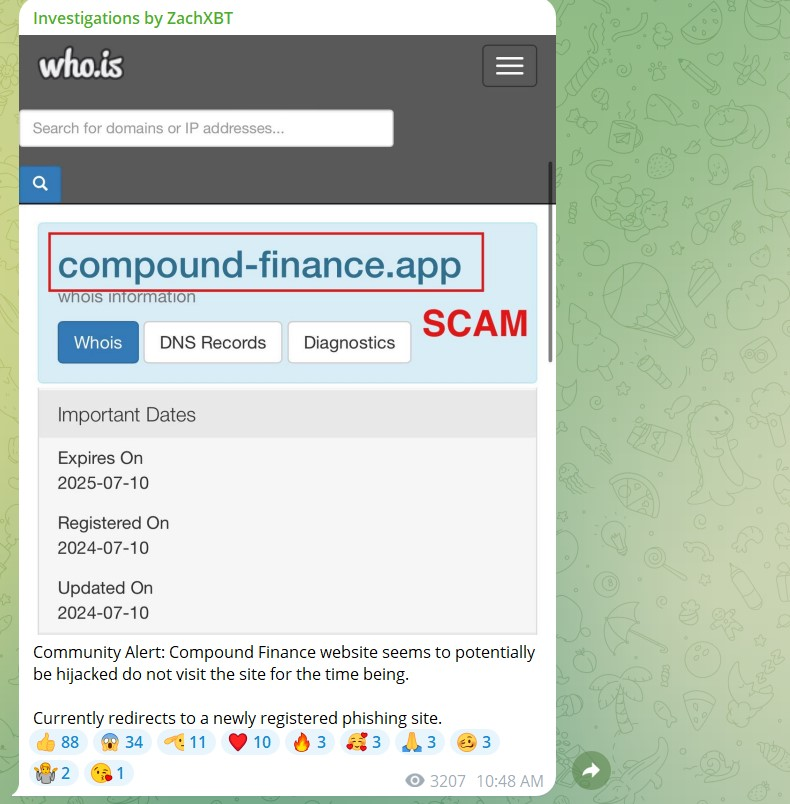 Investigations by ZachXBT
who.is
Search for domains or IP addresses...
compound-finance.app
whois information
SCAM
Whois
DNS Records
Diagnostics
Important Dates
Expires On
2025-07-10
Registered On
2024-07-10
Updated On
2024-07-10
Community Alert: Compound Finance website seems to potentially
be hijacked do not visit the site for the time being.
Currently redirects to a newly registered phishing site.
88 34 11 10 3 3 3 3
2 1
3207 10:48 AM